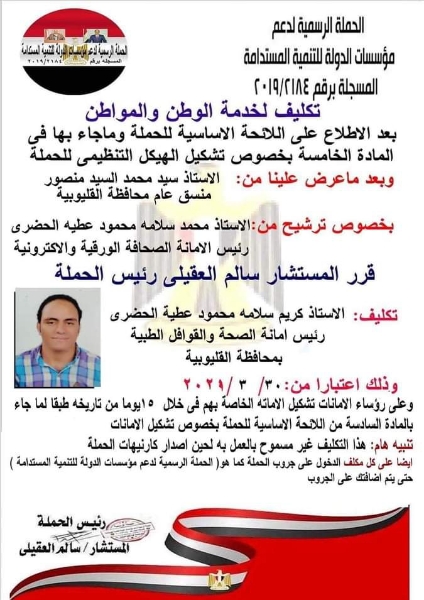 الحملة الرسمية لدعم
مؤسسات الدولة للتنمية المستدامة
المسجلة برقم ٢٠١٩/٢١٨٤
الحملة الرسمية لدعم مؤسسات الدولة للتنمية المستدامة
المسجلة برقم ٢٠١٩/٢١٨٤
تكليف لخدمة الوطن والمواطن
بعد الاطلاع على اللائحة الاساسية للحملة وماجاء بها فى
المادة الخامسة بخصوص تشكيل الهيكل التنظيمى للحملة
وبعد ماعرض علينا من: الاستاذ سيد محمد السيد منصور
منسق عام محافظة القليوبية
بخصوص ترشيح من: الاستاذ محمد سلامه محمود عطيه الحضرى
رئيس الامانة الصحافة الورقية والاكترونية
قرر المستشار سالم العقيلى رئيس الحملة
تكليف: الاستاذ كريم سلامه محمود عطية الحضرى
رئيس امانة الصحة والقوافل الطبية
بمحافظة القليوبية
وذلك اعتبارا من: ٣٠/ ٣ /٢٠٢٩
وعلى رؤساء الامانات تشكيل الامانه الخاصة بهم فى خلال ١٥يوما من تاريخه طبقا لما جاء
بالمادة السادسة من اللائحة الاساسية للحملة بخصوص تشكيل الامانات
تنبيه هام: هذا التكليف غير مسموح بالعمل به لحين اصدار كارنيهات الحملة
ايضا على كل مكلف الدخول على جروب الحملة كما هو( الحملة الرسمية لدعم مؤسسات الدولة للتنمية المستدامة )
حتى يتم اضافتك على الجروب
رئيس الحملة
المستشار/ سالم العقيلى